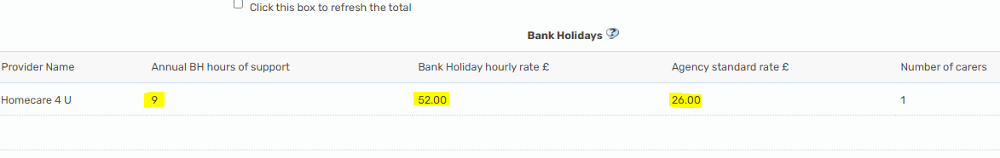 Click this box to refresh the total
Bank Holidays ?
Provider Name Annual BH hours of support Bank Holiday hourly rate £ Agency standard rate £ Number of carers
Homecare 4 U 9 52.00 26.00 1